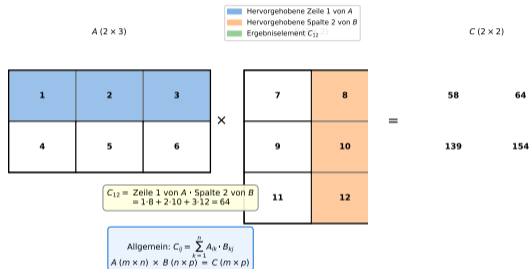 Hervorgehobene Zeile 1 von A
Hervorgehobene Spalte 2 von B
Ergebniselement C₁₂
A (2 × 3)
C (2 × 2)
1 2 3
4 5 6
×
7 8
9 10
11 12
=
58 64
139 154
C₁₂ = Zeile 1 von A · Spalte 2 von B
= 1·8 + 2·10 + 3·12 = 64
Allgemein: Cᵢⱼ = ∑ₖ₌₁ⁿ Aᵢₖ · Bₖⱼ
A (m × n) × B (n × p) = C (m × p)